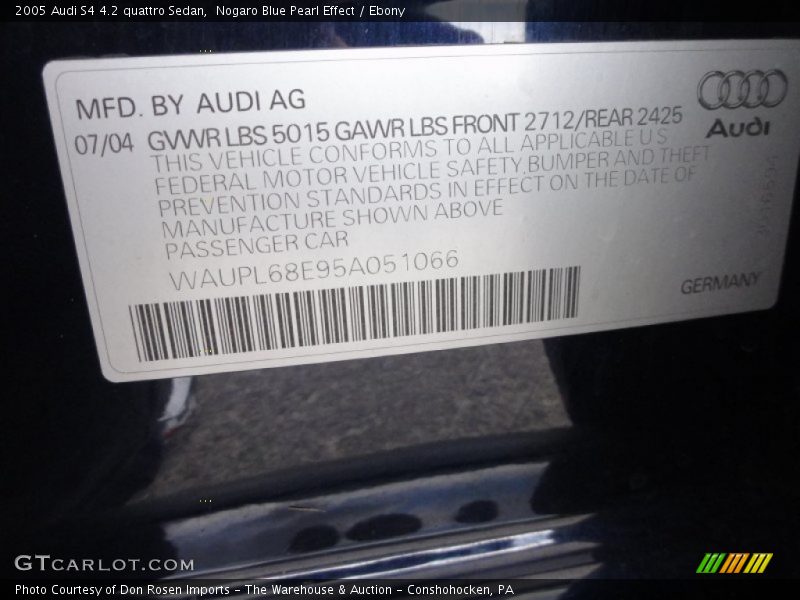 2005 Audi S4 4.2 quattro Sedan,  Nogaro Blue Pearl Effect / Ebony
MFD. BY AUDI AG
07/04 GVWR LBS 5015 GAWR LBS FRONT 2712/REAR 2425
THIS VEHICLE CONFORMS TO ALL APPLICABLE U S
FEDERAL MOTOR VEHICLE SAFETY, BUMPER AND THEFT
PREVENTION STANDARDS IN EFFECT ON THE DATE OF
MANUFACTURE SHOWN ABOVE
PASSENGER CAR
WAUPL68E95A051066
Audi
GERMANY
GTCARLOT.COM
Photo Courtesy of Don Rosen Imports – The Warehouse & Auction – Conshohocken, PA